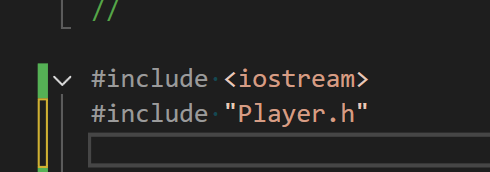 //
#include <iostream>
#include "Player.h"